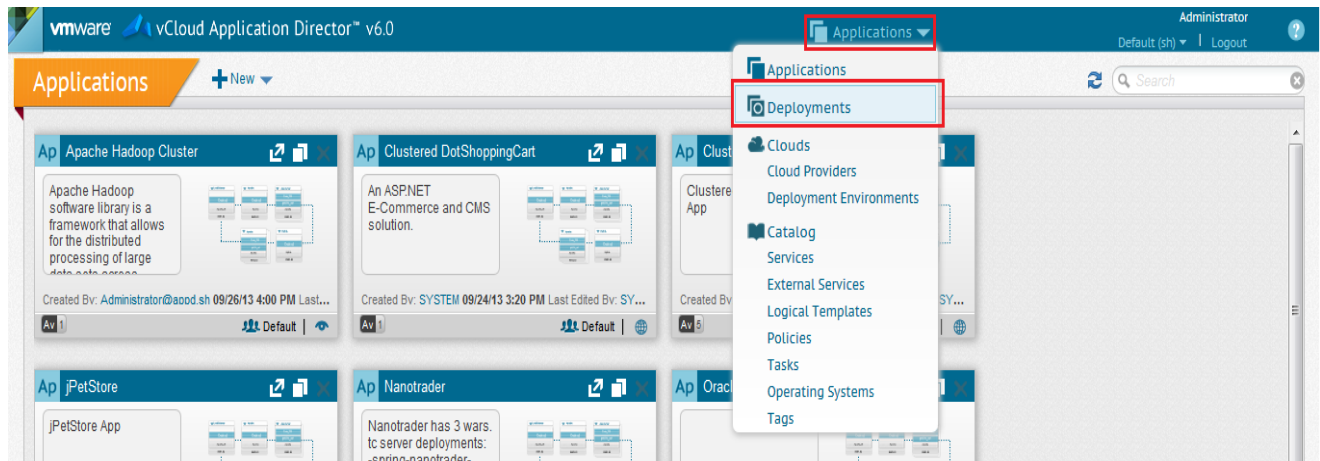 vmware vCloud Application Director™ v6.0
Applications
Administrator
Default (sh) | Logout
?
Applications
New
Search
Applications
Deployments
Clouds
Cloud Providers
Deployment Environments
Catalog
Services
External Services
Logical Templates
Policies
Tasks
Operating Systems
Tags
Ap Apache Hadoop Cluster
Apache Hadoop
software library is a
framework that allows
for the distributed
processing of large
data sets across
Created By: Administrator@appd.sh 09/26/13 4:00 PM Last...
Av 1
Default |
Ap Clustered DotShoppingCart
An ASP.NET
E-Commerce and CMS
solution.
Created By: SYSTEM 09/24/13 3:20 PM Last Edited By: SY...
Av 1
Default |
Ap Clust
Clustere
App
Created By
SY...
Av 5
|
Ap jPetStore
jPetStore App
Ap Nanotrader
Nanotrader has 3 wars.
tc server deployments:
-spring-nanotrader-
Ap Oracl